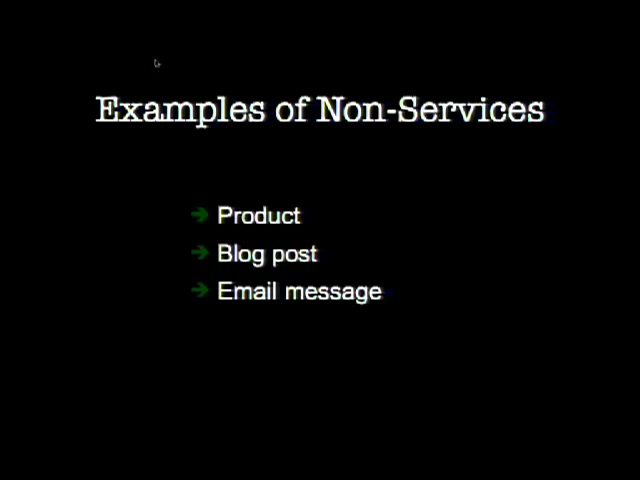 Examples of Non-Services
Product
Blog post
Email message